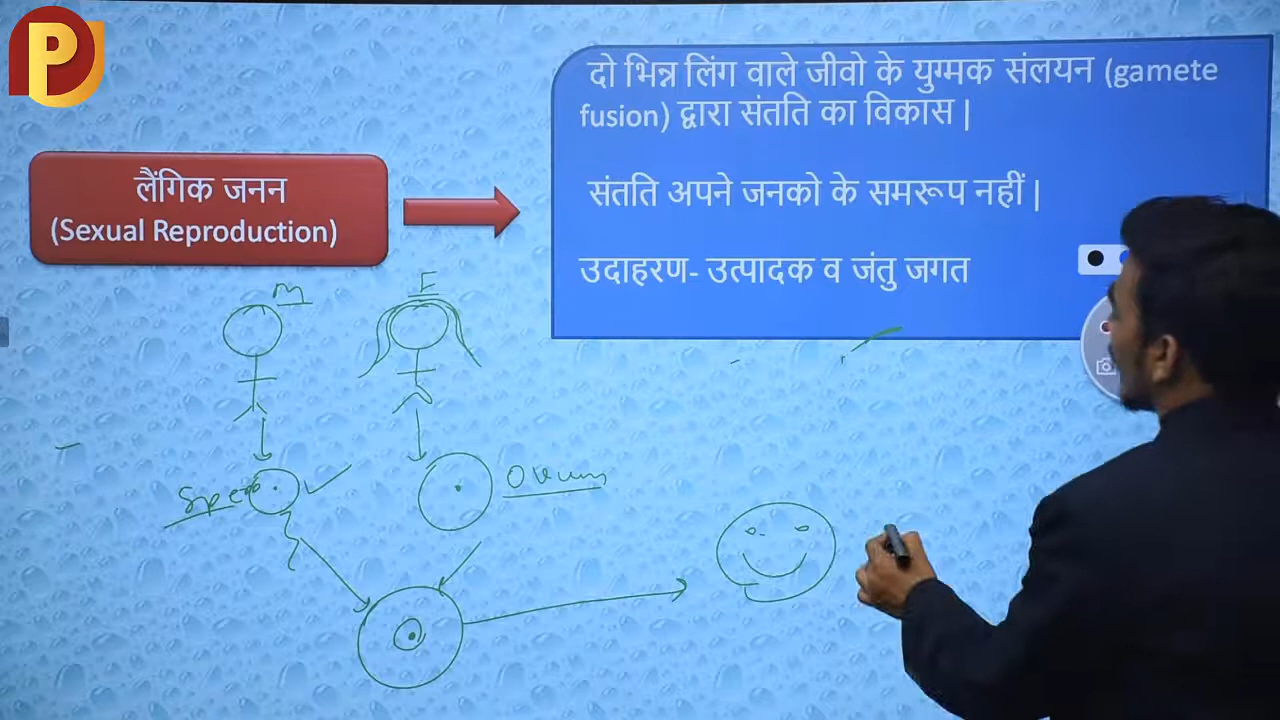 P
दो भिन्न लिंग वाले जीवो के युग्मक संलयन (gamete
fusion) द्वारा संतति का विकास |
लैंगिक जनन
(Sexual Reproduction)
संतति अपने जनको के समरूप नहीं |
उदाहरण- उत्पादक व जंतु जगत
M
F
Sperm
Ovum